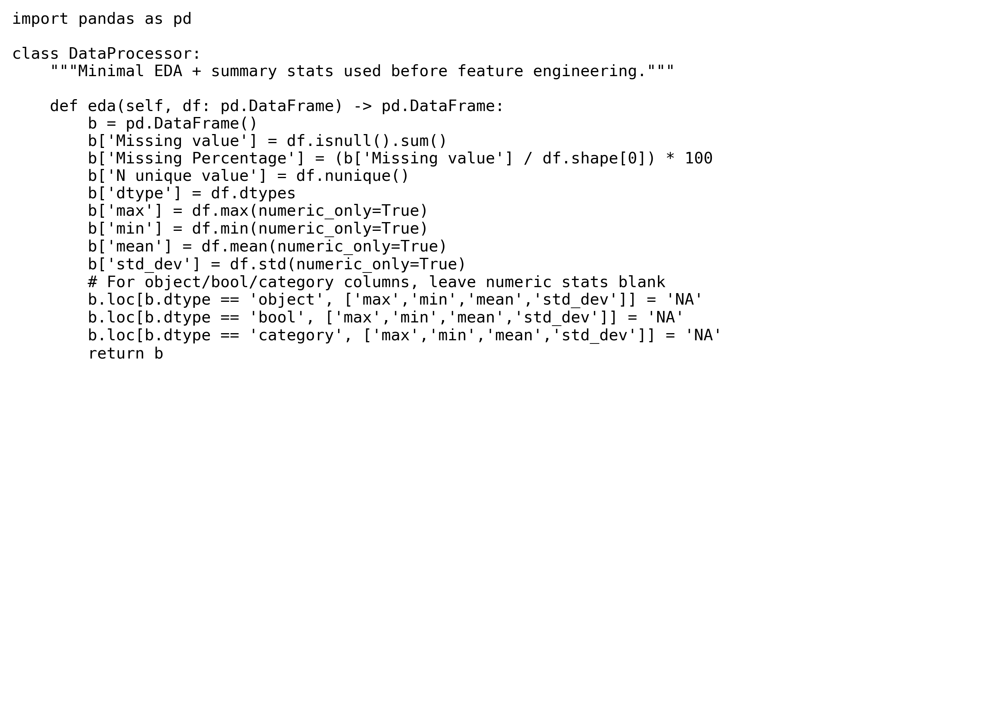 import pandas as pd
class DataProcessor:
    """Minimal EDA + summary stats used before feature engineering."""
    def eda(self, df: pd.DataFrame) -> pd.DataFrame:
        b = pd.DataFrame()
        b['Missing value'] = df.isnull().sum()
        b['Missing Percentage'] = (b['Missing value'] / df.shape[0]) * 100
        b['N unique value'] = df.nunique()
        b['dtype'] = df.dtypes
        b['max'] = df.max(numeric_only=True)
        b['min'] = df.min(numeric_only=True)
        b['mean'] = df.mean(numeric_only=True)
        b['std_dev'] = df.std(numeric_only=True)
        # For object/bool/category columns, leave numeric stats blank
        b.loc[b.dtype == 'object', ['max','min','mean','std_dev']] = 'NA'
        b.loc[b.dtype == 'bool', ['max','min','mean','std_dev']] = 'NA'
        b.loc[b.dtype == 'category', ['max','min','mean','std_dev']] = 'NA'
        return b